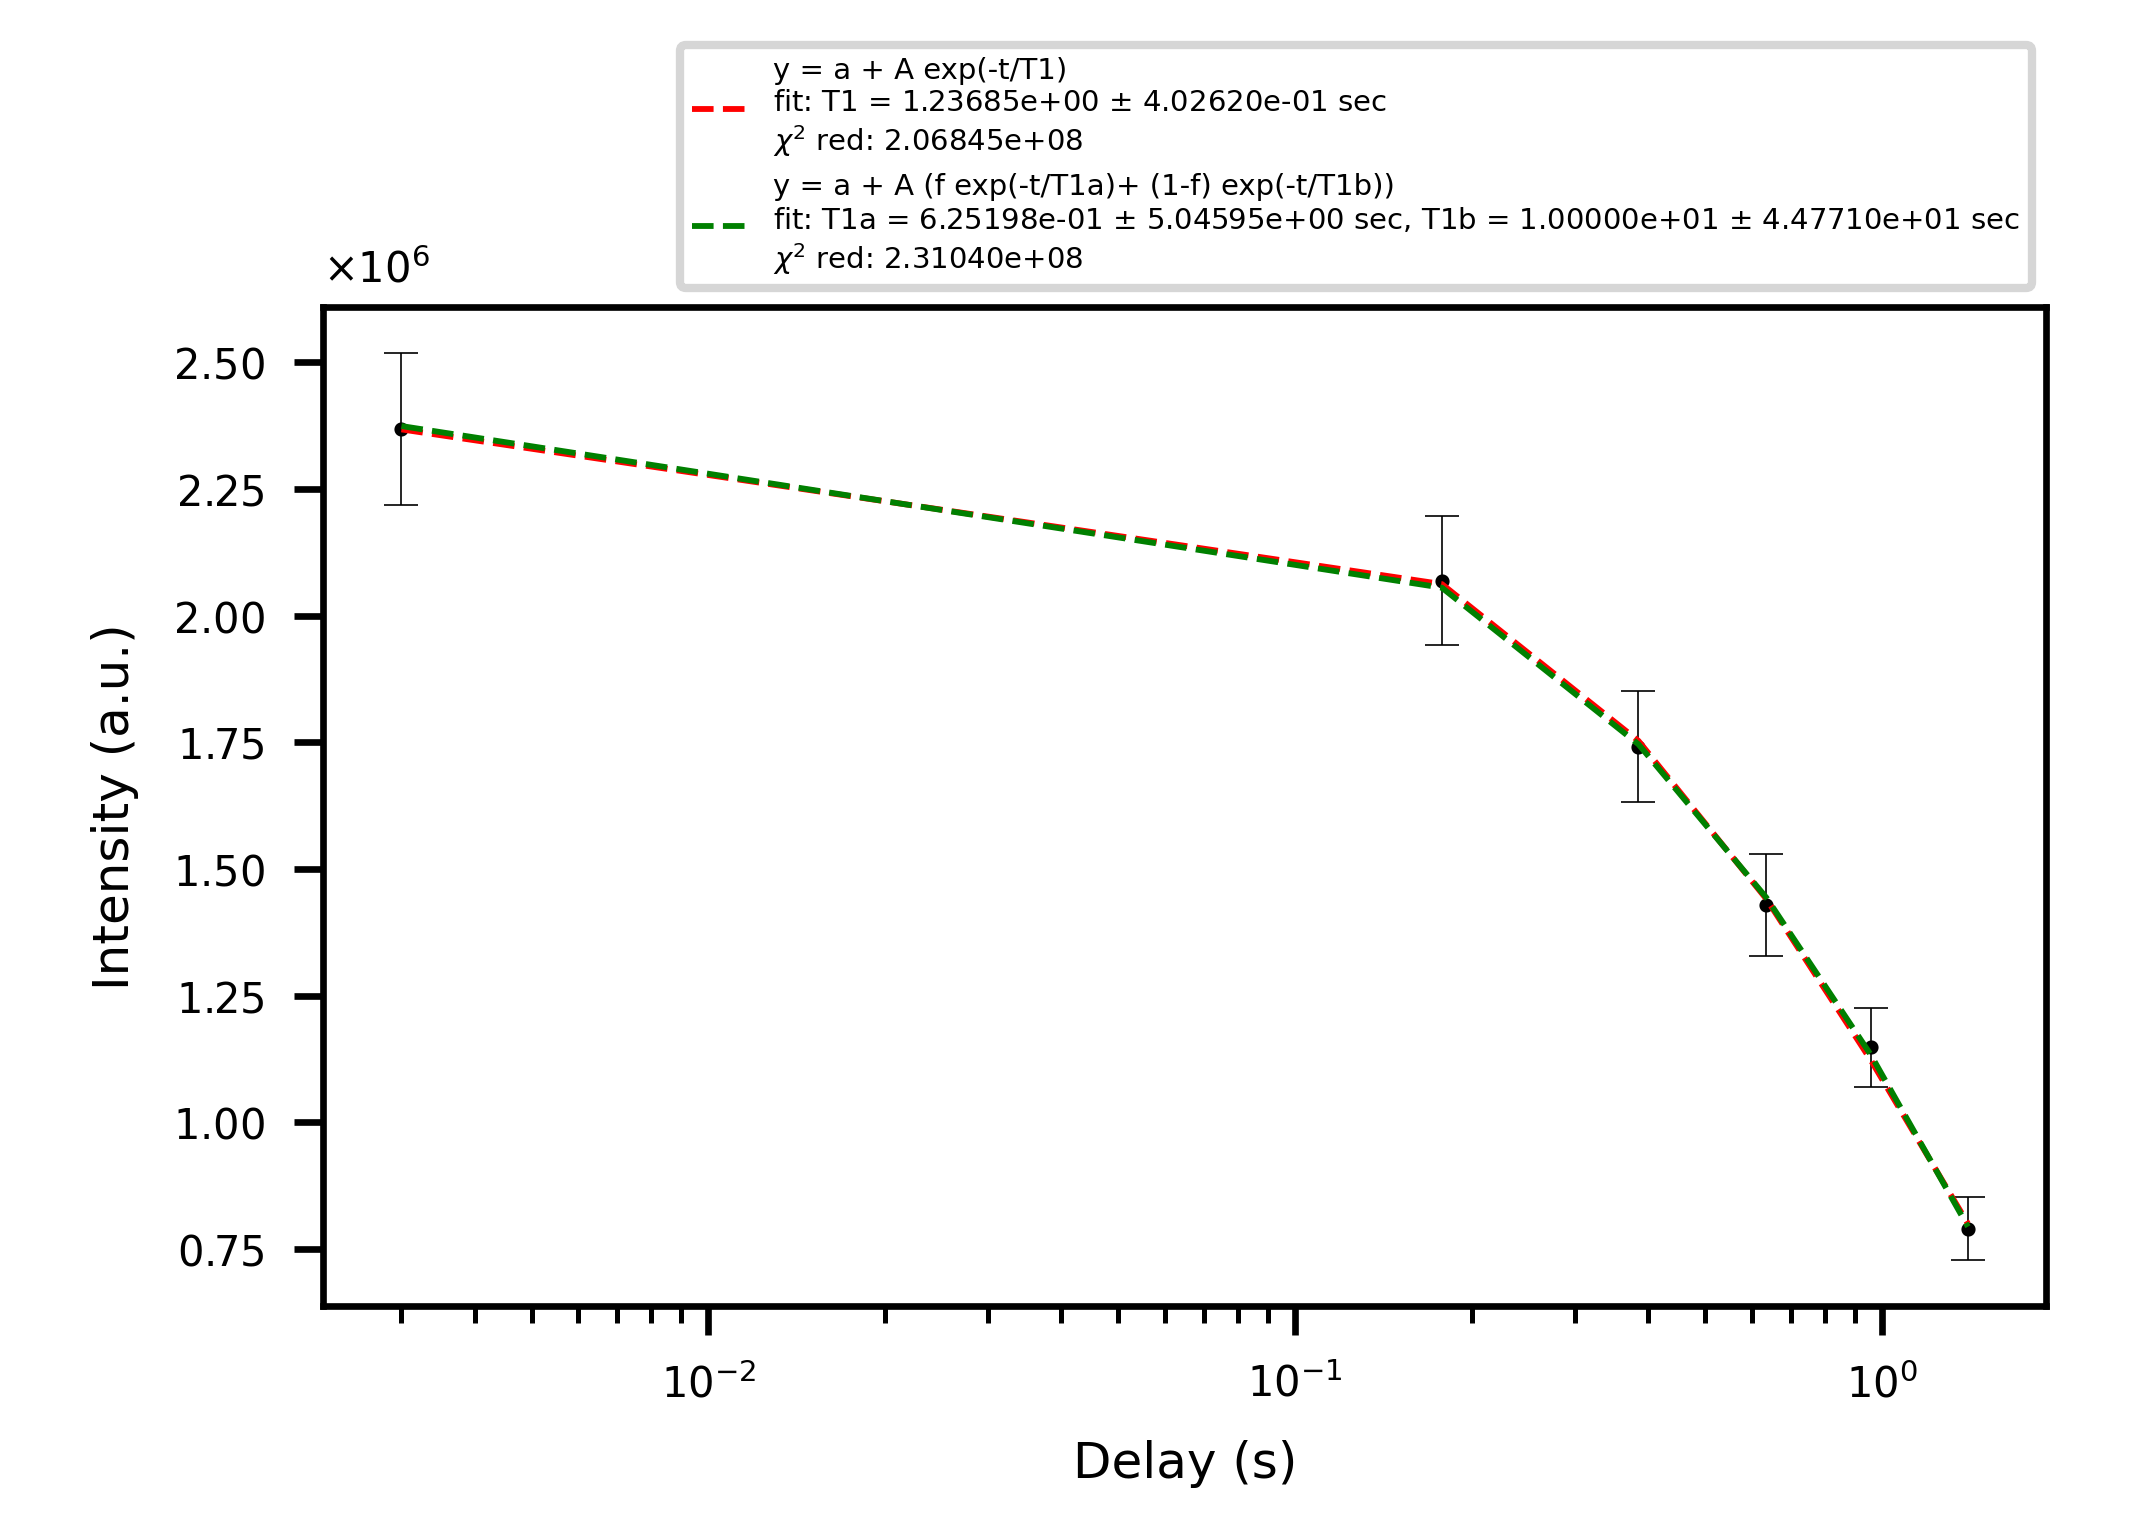 y = a + A exp(-t/T1)
fit: T1 = 1.23685e+00 ± 4.02620e-01 sec
χ² red: 2.06845e+08
y = a + A (f exp(-t/T1a)+ (1-f) exp(-t/T1b))
fit: T1a = 6.25198e-01 ± 5.04595e+00 sec, T1b = 1.00000e+01 ± 4.47710e+01 sec
χ² red: 2.31040e+08
×10⁶
2.50
2.25
2.00
1.75
1.50
1.25
1.00
0.75
Intensity (a.u.)
10⁻² 10⁻¹ 10⁰
Delay (s)